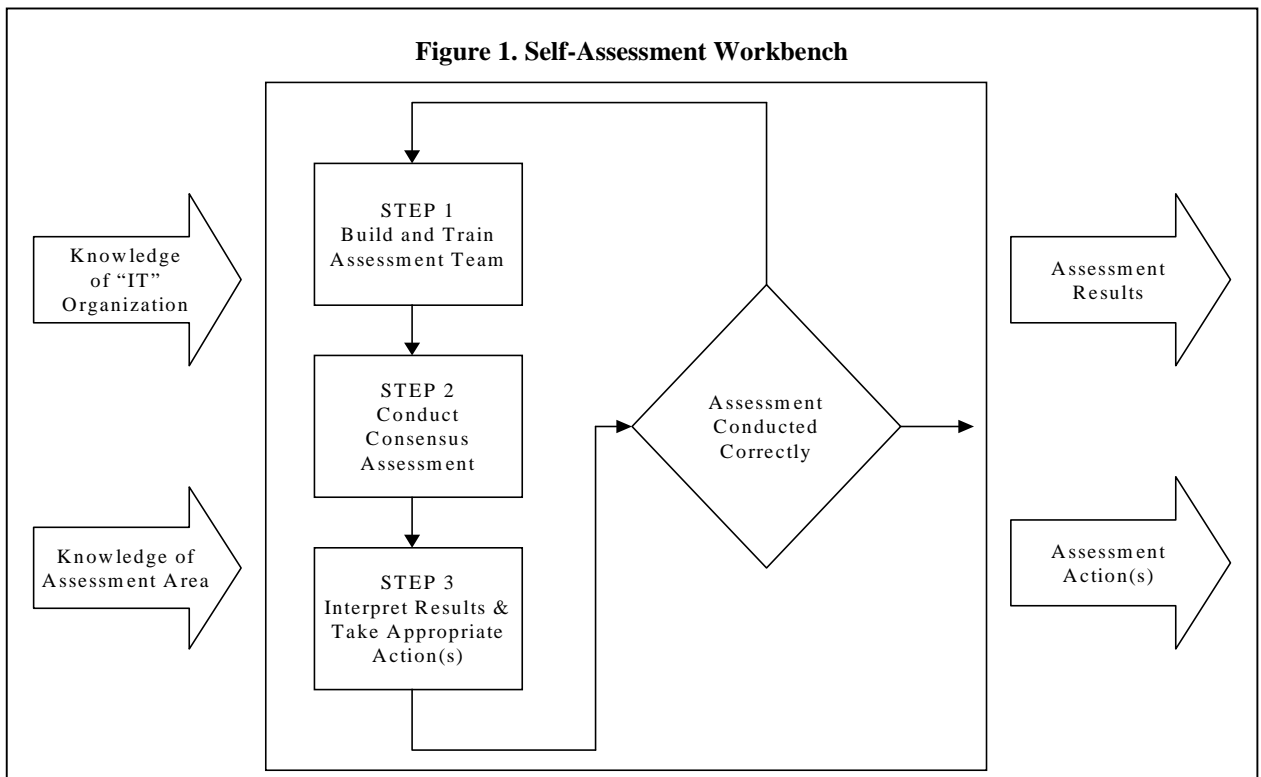 Figure 1. Self-Assessment Workbench
Knowledge
of “IT”
Organization
Knowledge of
Assessment Area
STEP 1
Build and Train
Assessment Team
STEP 2
Conduct
Consensus
Assessment
STEP 3
Interpret Results &
Take Appropriate
Action(s)
Assessment
Conducted
Correctly
Assessment
Results
Assessment
Action(s)